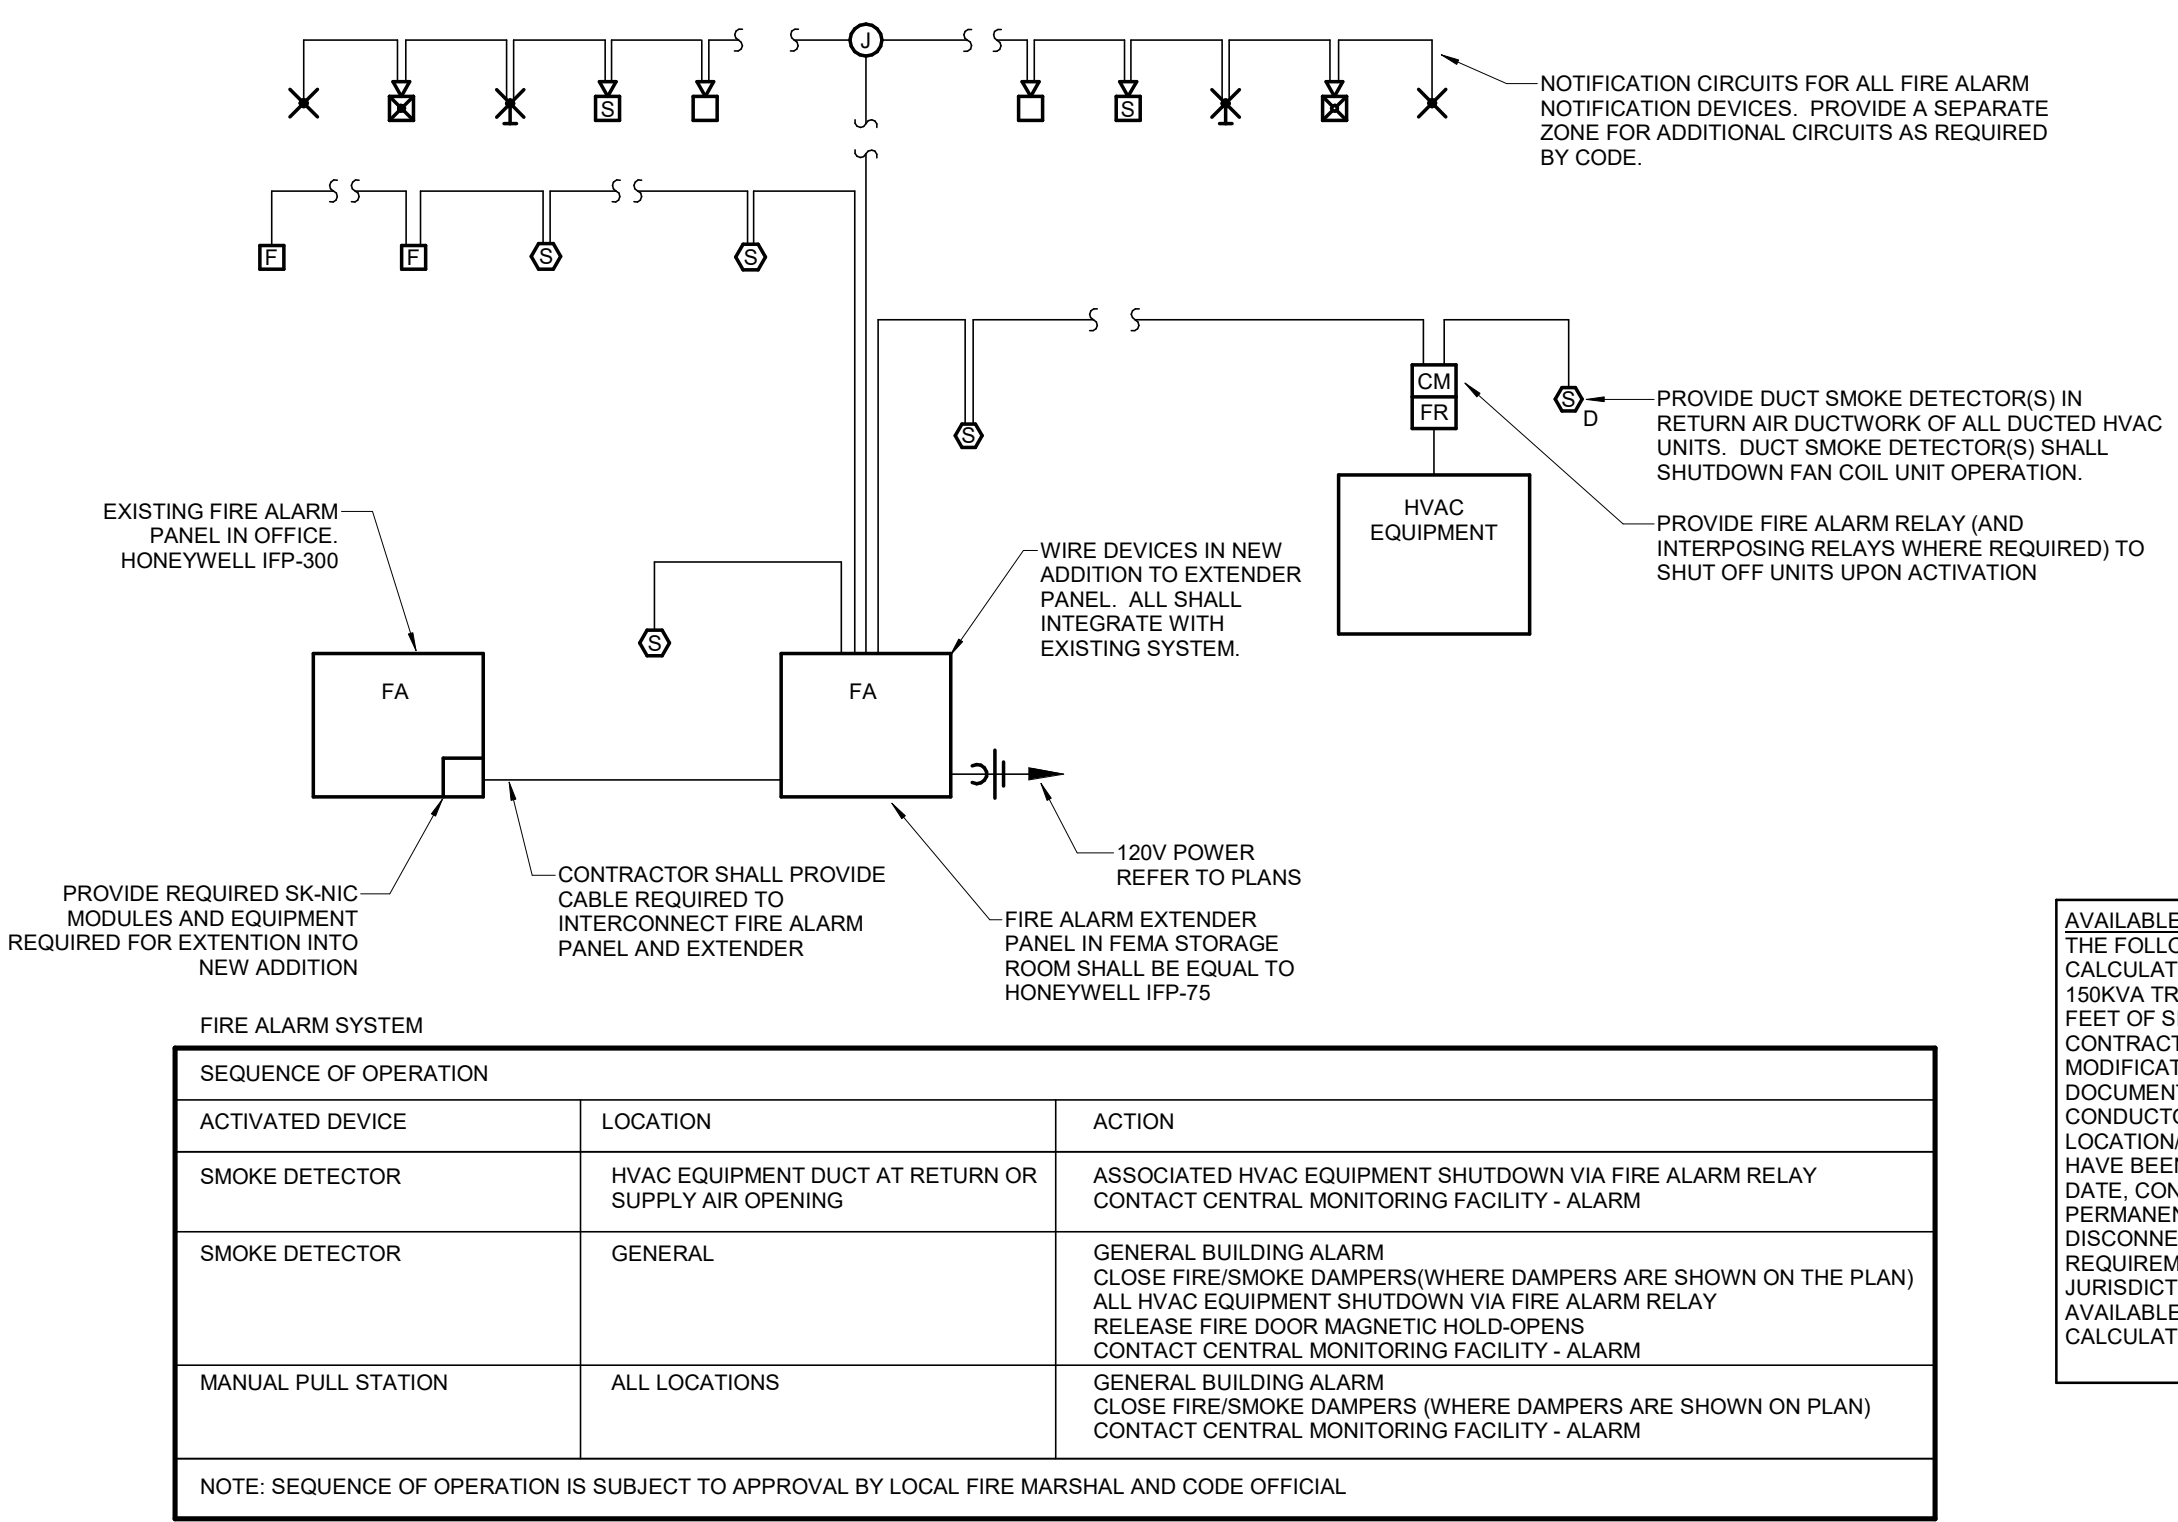 J
S
S
NOTIFICATION CIRCUITS FOR ALL FIRE ALARM
NOTIFICATION DEVICES.  PROVIDE A SEPARATE
ZONE FOR ADDITIONAL CIRCUITS AS REQUIRED
BY CODE.
F
F
S
S
S
CM
FR
S
D
PROVIDE DUCT SMOKE DETECTOR(S) IN
RETURN AIR DUCTWORK OF ALL DUCTED HVAC
UNITS.  DUCT SMOKE DETECTOR(S) SHALL
SHUTDOWN FAN COIL UNIT OPERATION.
HVAC
EQUIPMENT
PROVIDE FIRE ALARM RELAY (AND
INTERPOSING RELAYS WHERE REQUIRED) TO
SHUT OFF UNITS UPON ACTIVATION
EXISTING FIRE ALARM
PANEL IN OFFICE.
HONEYWELL IFP-300
WIRE DEVICES IN NEW
ADDITION TO EXTENDER
PANEL.  ALL SHALL
INTEGRATE WITH
EXISTING SYSTEM.
S
FA
FA
120V POWER
REFER TO PLANS
PROVIDE REQUIRED SK-NIC
MODULES AND EQUIPMENT
REQUIRED FOR EXTENTION INTO
NEW ADDITION
CONTRACTOR SHALL PROVIDE
CABLE REQUIRED TO
INTERCONNECT FIRE ALARM
PANEL AND EXTENDER
FIRE ALARM EXTENDER
PANEL IN FEMA STORAGE
ROOM SHALL BE EQUAL TO
HONEYWELL IFP-75
FIRE ALARM SYSTEM
SEQUENCE OF OPERATION
ACTIVATED DEVICE
LOCATION
ACTION
SMOKE DETECTOR
HVAC EQUIPMENT DUCT AT RETURN OR
SUPPLY AIR OPENING
ASSOCIATED HVAC EQUIPMENT SHUTDOWN VIA FIRE ALARM RELAY
CONTACT CENTRAL MONITORING FACILITY - ALARM
SMOKE DETECTOR
GENERAL
GENERAL BUILDING ALARM
CLOSE FIRE/SMOKE DAMPERS(WHERE DAMPERS ARE SHOWN ON THE PLAN)
ALL HVAC EQUIPMENT SHUTDOWN VIA FIRE ALARM RELAY
RELEASE FIRE DOOR MAGNETIC HOLD-OPENS
CONTACT CENTRAL MONITORING FACILITY - ALARM
MANUAL PULL STATION
ALL LOCATIONS
GENERAL BUILDING ALARM
CLOSE FIRE/SMOKE DAMPERS (WHERE DAMPERS ARE SHOWN ON PLAN)
CONTACT CENTRAL MONITORING FACILITY - ALARM
NOTE: SEQUENCE OF OPERATION IS SUBJECT TO APPROVAL BY LOCAL FIRE MARSHAL AND CODE OFFICIAL
AVAILABLE
THE
150KVA
FEET OF
HAVE
DATE,
AVAILABLE